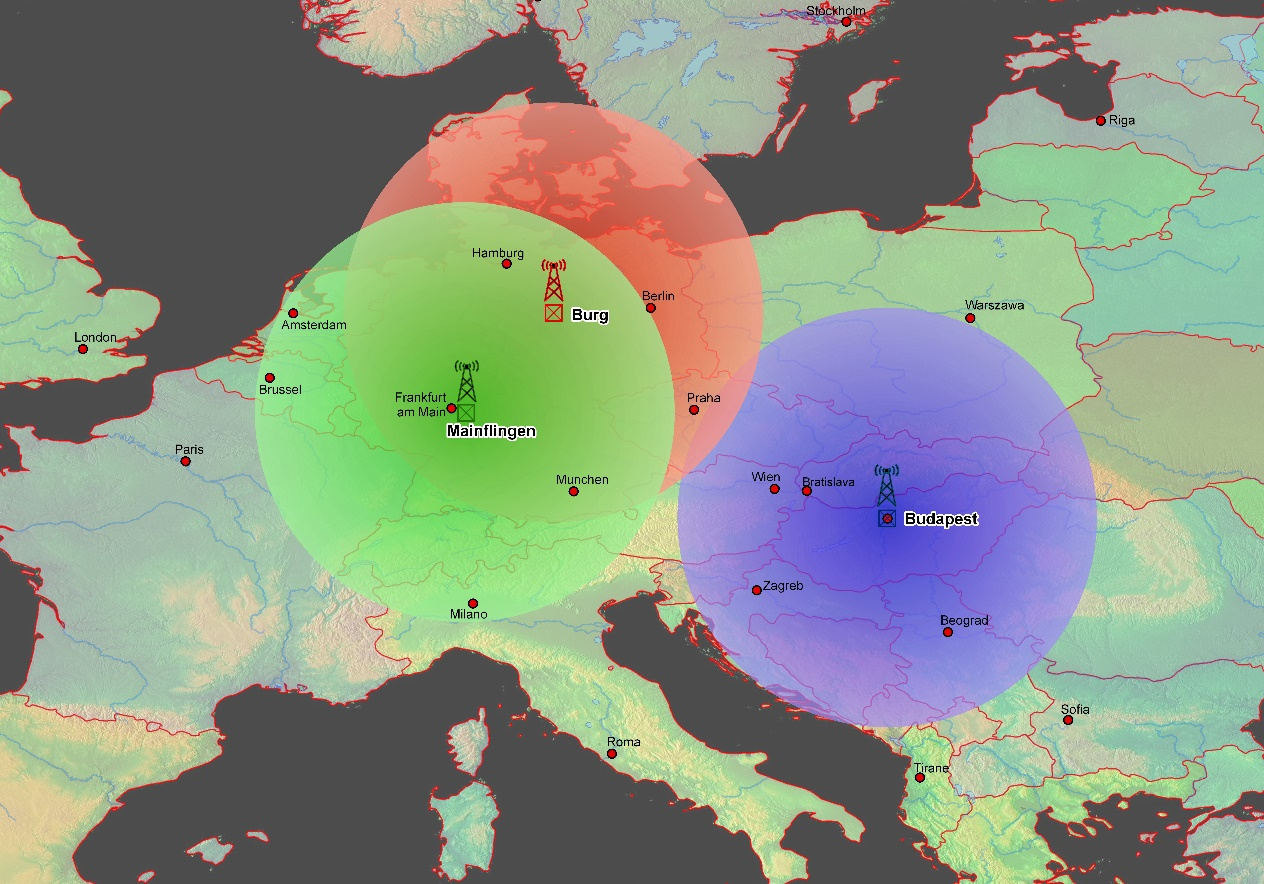 Stockholm
Riga
Hamburg
Berlin
Burg
Warszawa
Amsterdam
London
Brussel
Frankfurt
am Main
Praha
Mainflingen
Paris
Munchen
Wien
Bratislava
Budapest
Zagreb
Milano
Beograd
Sofia
Roma
Tirane